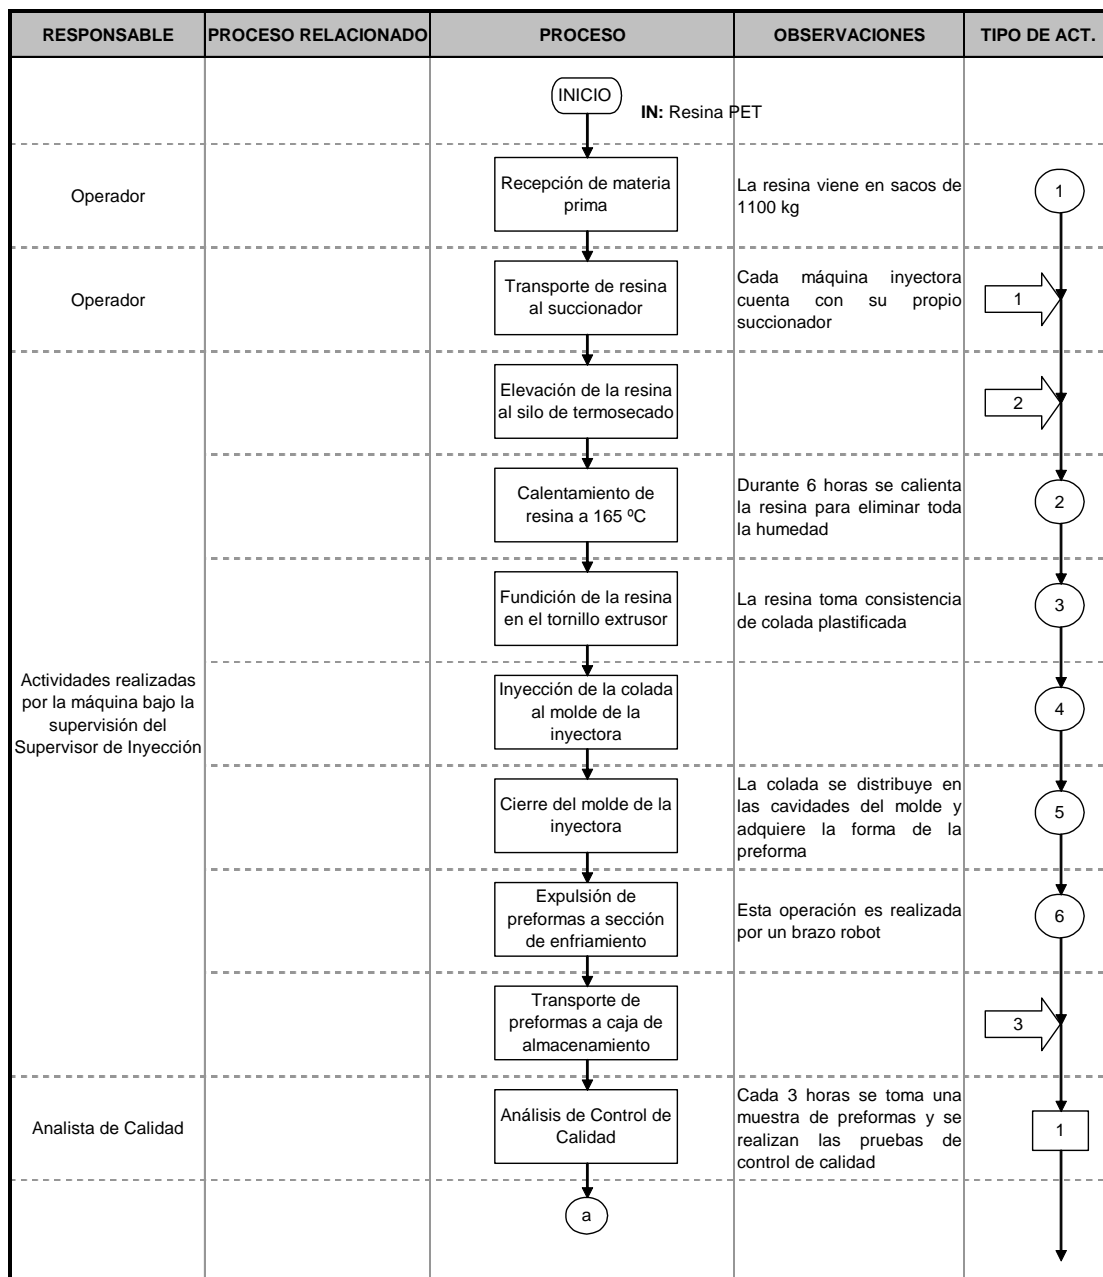 RESPONSABLE
PROCESO RELACIONADO
PROCESO
OBSERVACIONES
TIPO DE ACT.
INICIO
IN: Resina PET
Operador
Recepción de materia
prima
La resina viene en sacos de
1100 kg
1
Operador
Transporte de resina
al succionador
Cada máquina inyectora
cuenta con su propio
succionador
1
Elevación de la resina
al silo de termosecado
2
Calentamiento de
resina a 165 ºC
Durante 6 horas se calienta
la resina para eliminar toda
la humedad
2
Fundición de la resina
en el tornillo extrusor
La resina toma consistencia
de colada plastificada
3
Actividades realizadas
por la máquina bajo la
supervisión del
Supervisor de Inyección
Inyección de la colada
al molde de la
inyectora
4
Cierre del molde de la
inyectora
La colada se distribuye en
las cavidades del molde y
adquiere la forma de la
preforma
5
Expulsión de
preformas a sección
de enfriamiento
Esta operación es realizada
por un brazo robot
6
Transporte de
preformas a caja de
almacenamiento
3
Analista de Calidad
Análisis de Control de
Calidad
Cada 3 horas se toma una
muestra de preformas y se
realizan las pruebas de
control de calidad
1
a